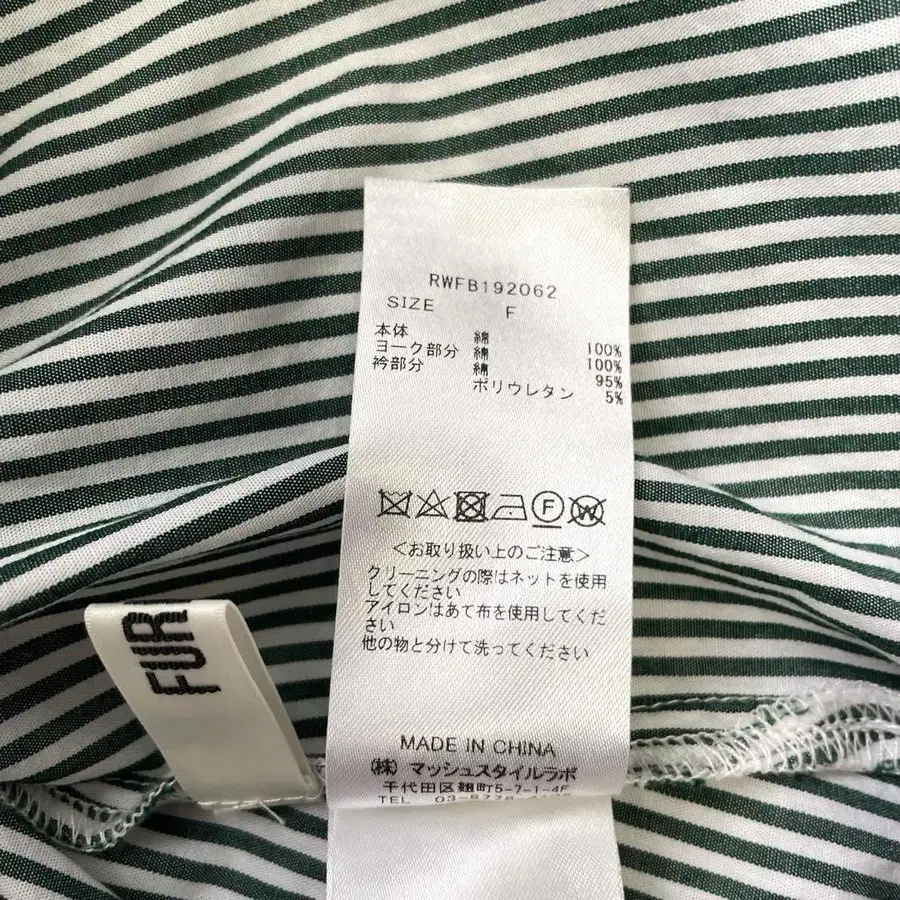 RWFB192062
SIZE F
本体 綿 100%
ヨーク部分 綿 100%
衿部分 綿 95%
ポリウレタン 5%
F
W
<お取り扱い上のご注意>
クリーニングの際はネットを使用
してください
アイロンはあて布を使用してくだ
さい
他の物と分けて洗ってください
MADE IN CHINA
(株) マッシュスタイルラボ
千代田区麹町5-7-1-4F
TEL
FUR